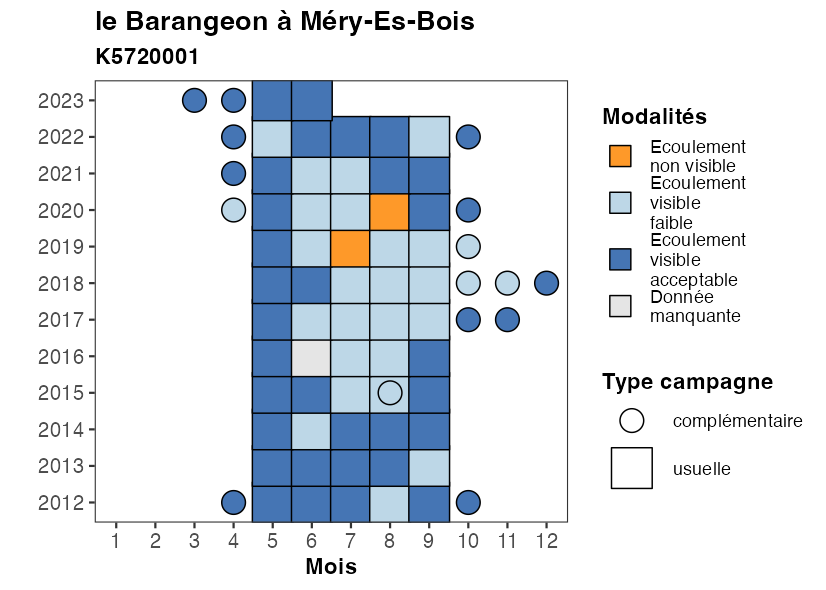 le Barangeon à Méry-Es-Bois
K5720001
2023
2022
2021
2020
2019
2018
2017
2016
2015
2014
2013
2012
1 2 3 4 5 6 7 8 9 10 11 12
Mois
Modalités
Ecoulement
non visible
Ecoulement
visible
faible
Ecoulement
visible
acceptable
Donnée
manquante
Type campagne
complémentaire
usuelle